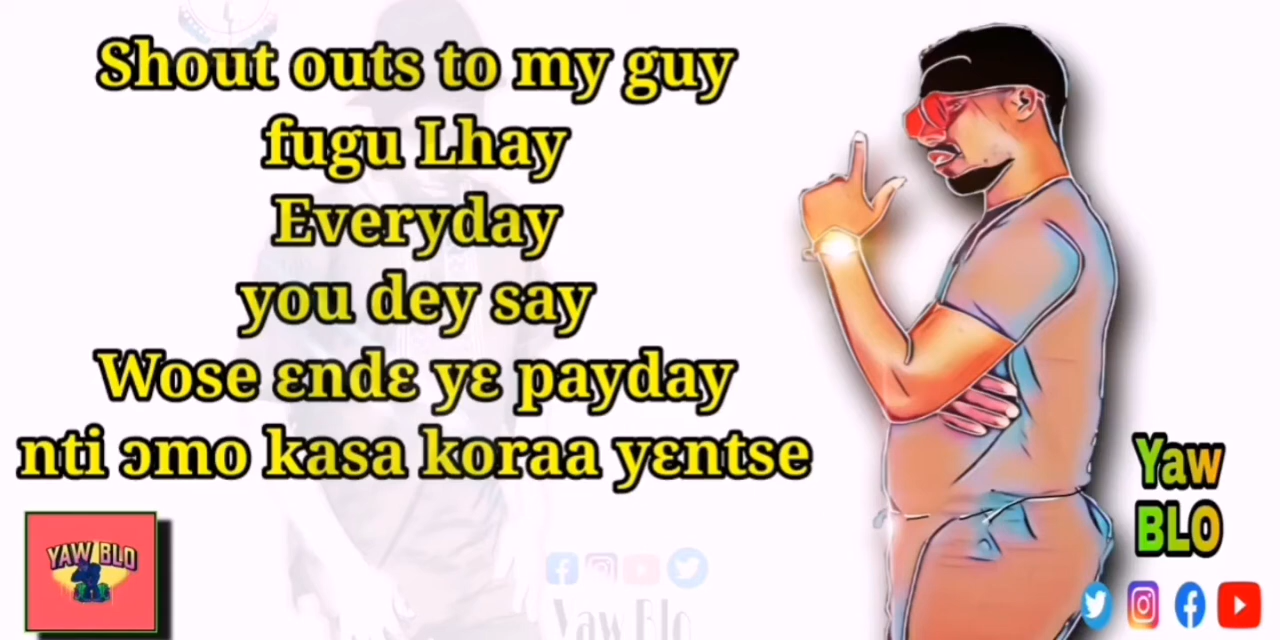 Shout outs to my guy
fugu Lhay
Everyday
you dey say
Wose ɛndɛ yɛ payday
nti ɔmo kasa koraa yɛntse
YAW BLO
Yaw Blo
Yaw
BLO